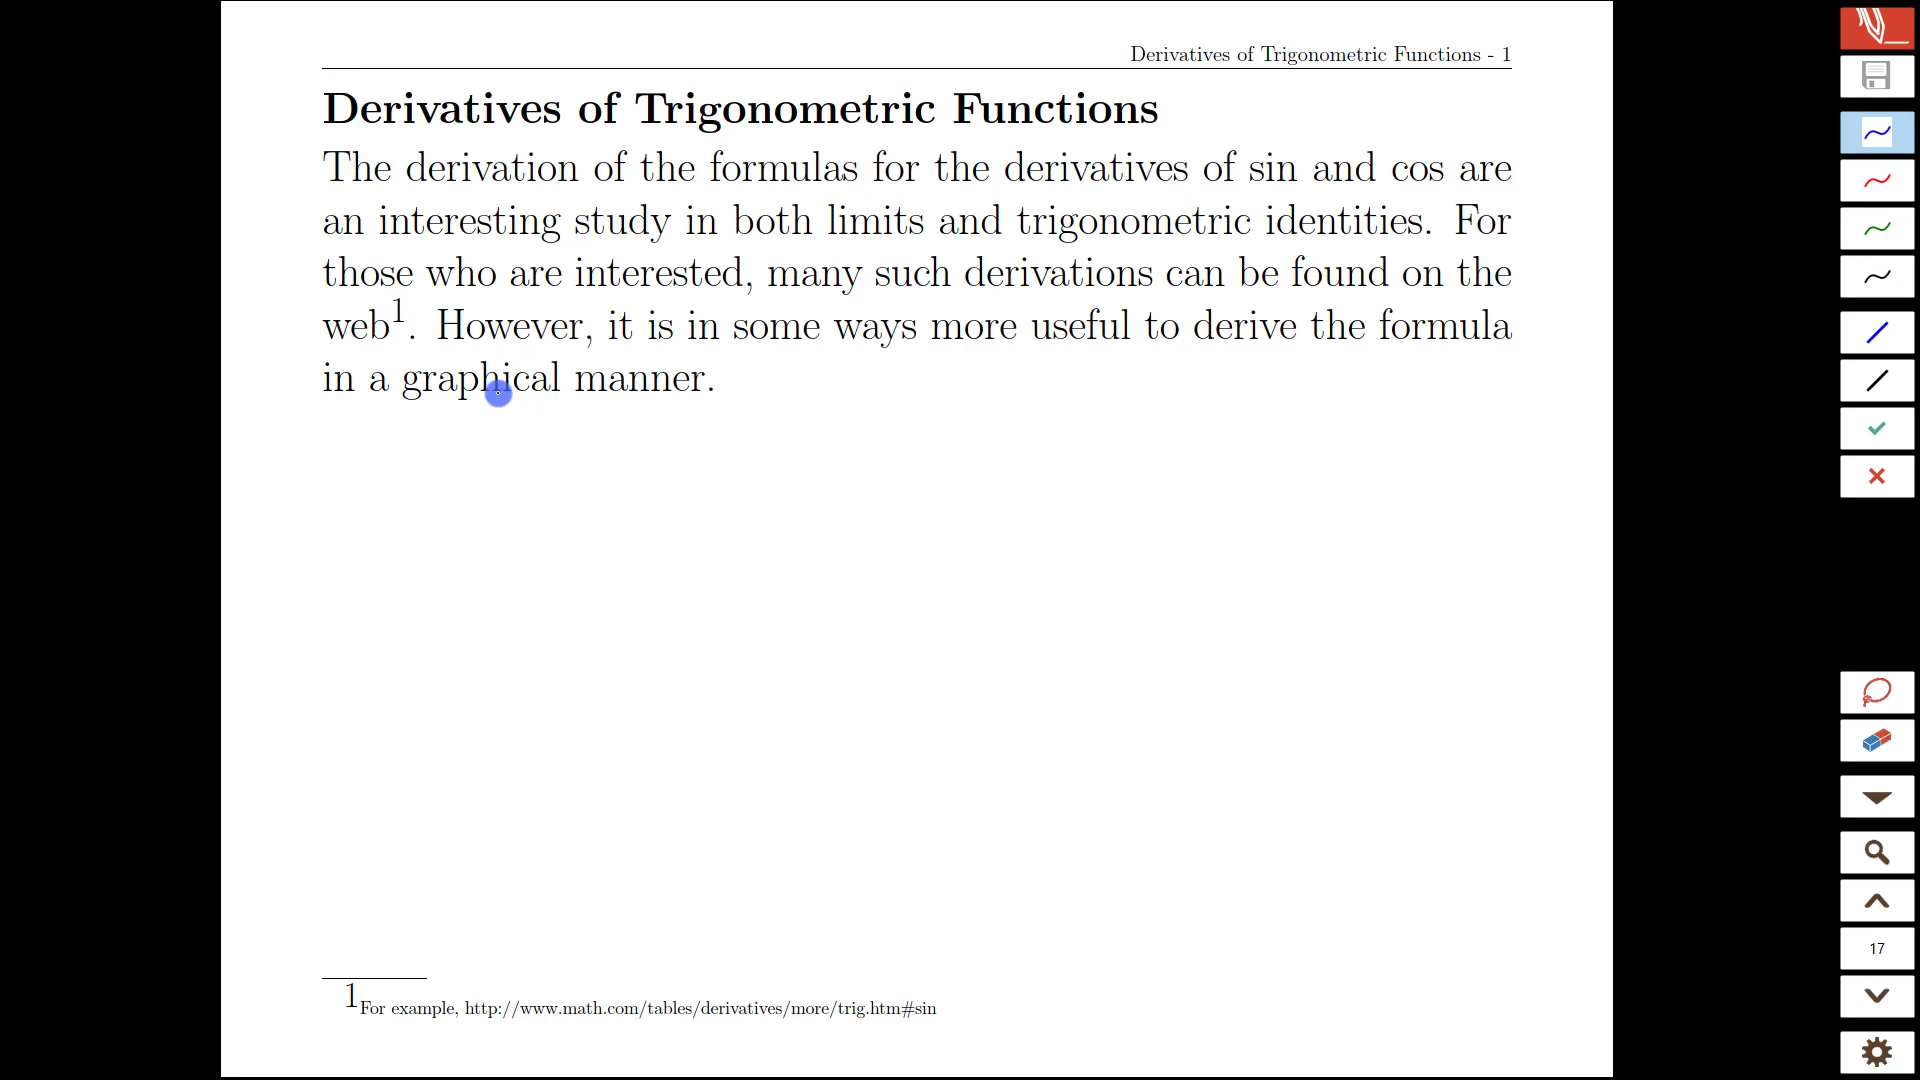 Derivatives of Trigonometric Functions - 1
Derivatives of Trigonometric Functions
The derivation of the formulas for the derivatives of sin and cos are
an interesting study in both limits and trigonometric identities. For
those who are interested, many such derivations can be found on the
web1. However, it is in some ways more useful to derive the formula
in a graphical manner.
1For example, http://www.math.com/tables/derivatives/more/trig.htm#sin
17